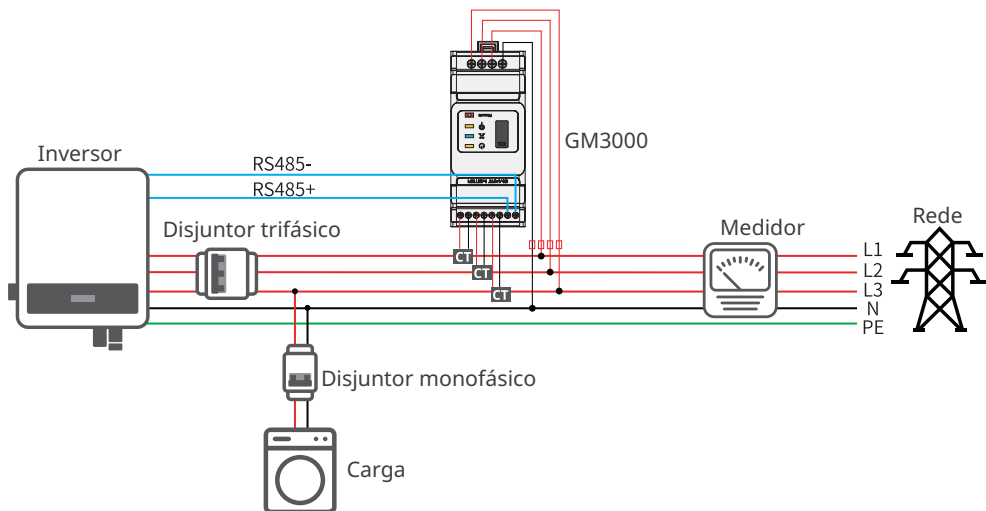 GM3000
Inversor
RS485-
RS485+
Disjuntor trifásico
Medidor
Rede
CT
CT
CT
L1
L2
L3
N
PE
Disjuntor monofásico
Carga